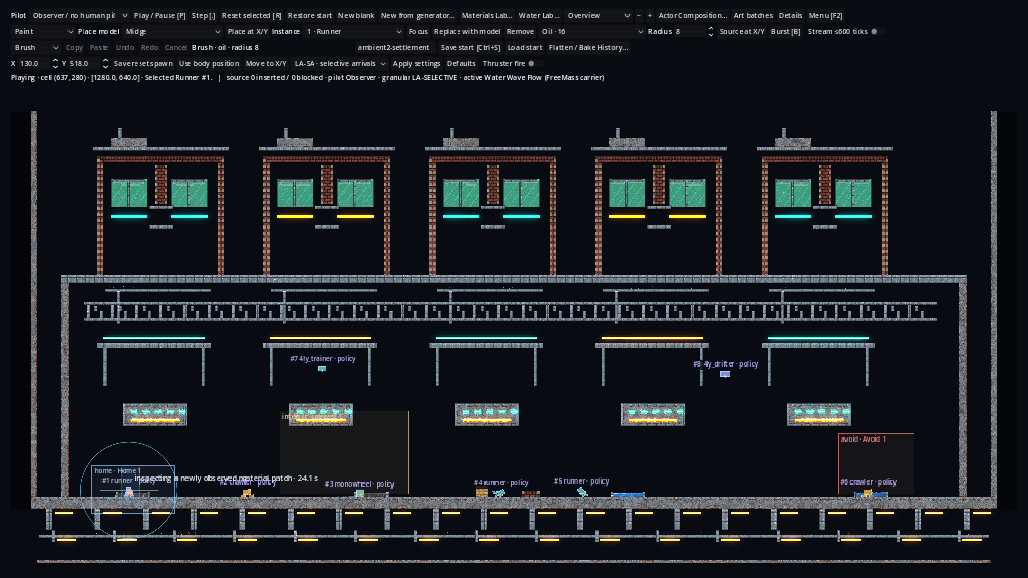 Pilot Observer / no human pil Play / Pause [P] Step [.] Reset selected [R] Restore start New blank New from generator... Materials Lab... Water Lab... Overview − + Actor Composition... Art batches Details Menu [F2]
Paint Place model Midge Place at X/Y Instance 1 · Runner Focus Replace with model Remove Oil · 16 Radius 8 Source at X/Y Burst [B] Stream ≤600 ticks
Brush Copy Paste Undo Redo Cancel Brush · oil · radius 8 ambient2-settlement Save start [Ctrl+S] Load start Flatten / Bake History...
X 130.0 Y 518.0 Save reset spawn Use body position Move to X/Y LA-SA · selective arrivals Apply settings Defaults Thruster fire
Playing · cell (637, 280) · [1280.0, 640.0] · Selected Runner #1. | source 0 inserted / 0 blocked · pilot Observer · granular LA-SELECTIVE · active Water Wave Flow (Free Mass carrier)
#7 4ly_trainer · policy
#8 4ly_drifter · policy
avoid · Avoid 1
home · Home 1
inspecting a newly observed material patch · 24.1 s
#1 runner
#3 monowheel · policy
#4 runner · policy
#5 runner · policy
#6 crawler · policy